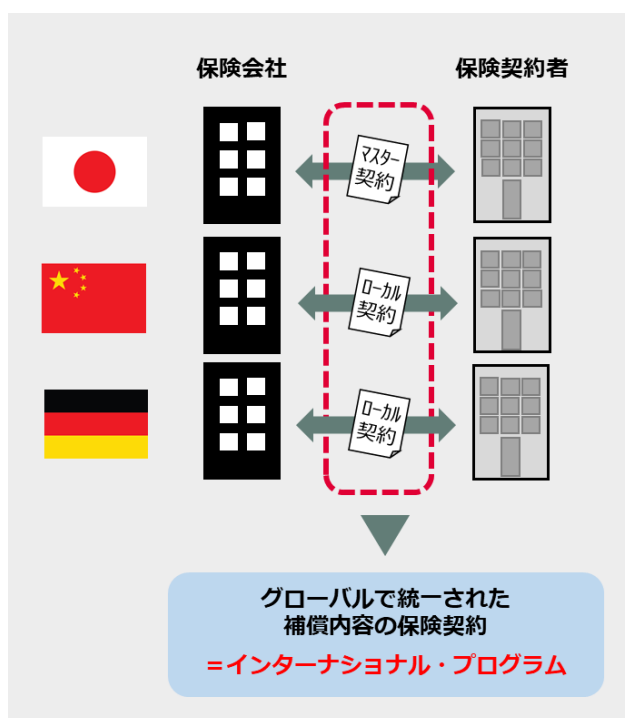 保険会社
保険契約者
マスター
契約
ローカル
契約
ローカル
契約
グローバルで統一された
補償内容の保険契約
＝インターナショナル・プログラム